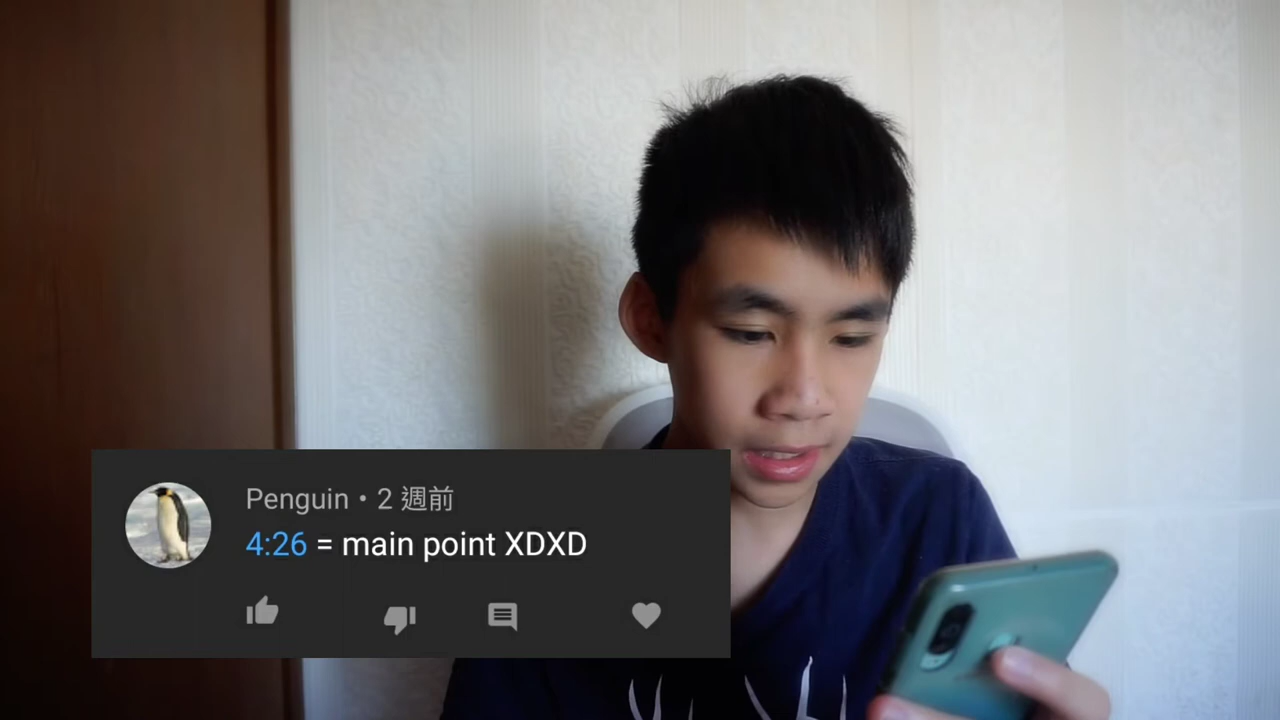 Penguin • 2 週前
4:26 = main point XDXD